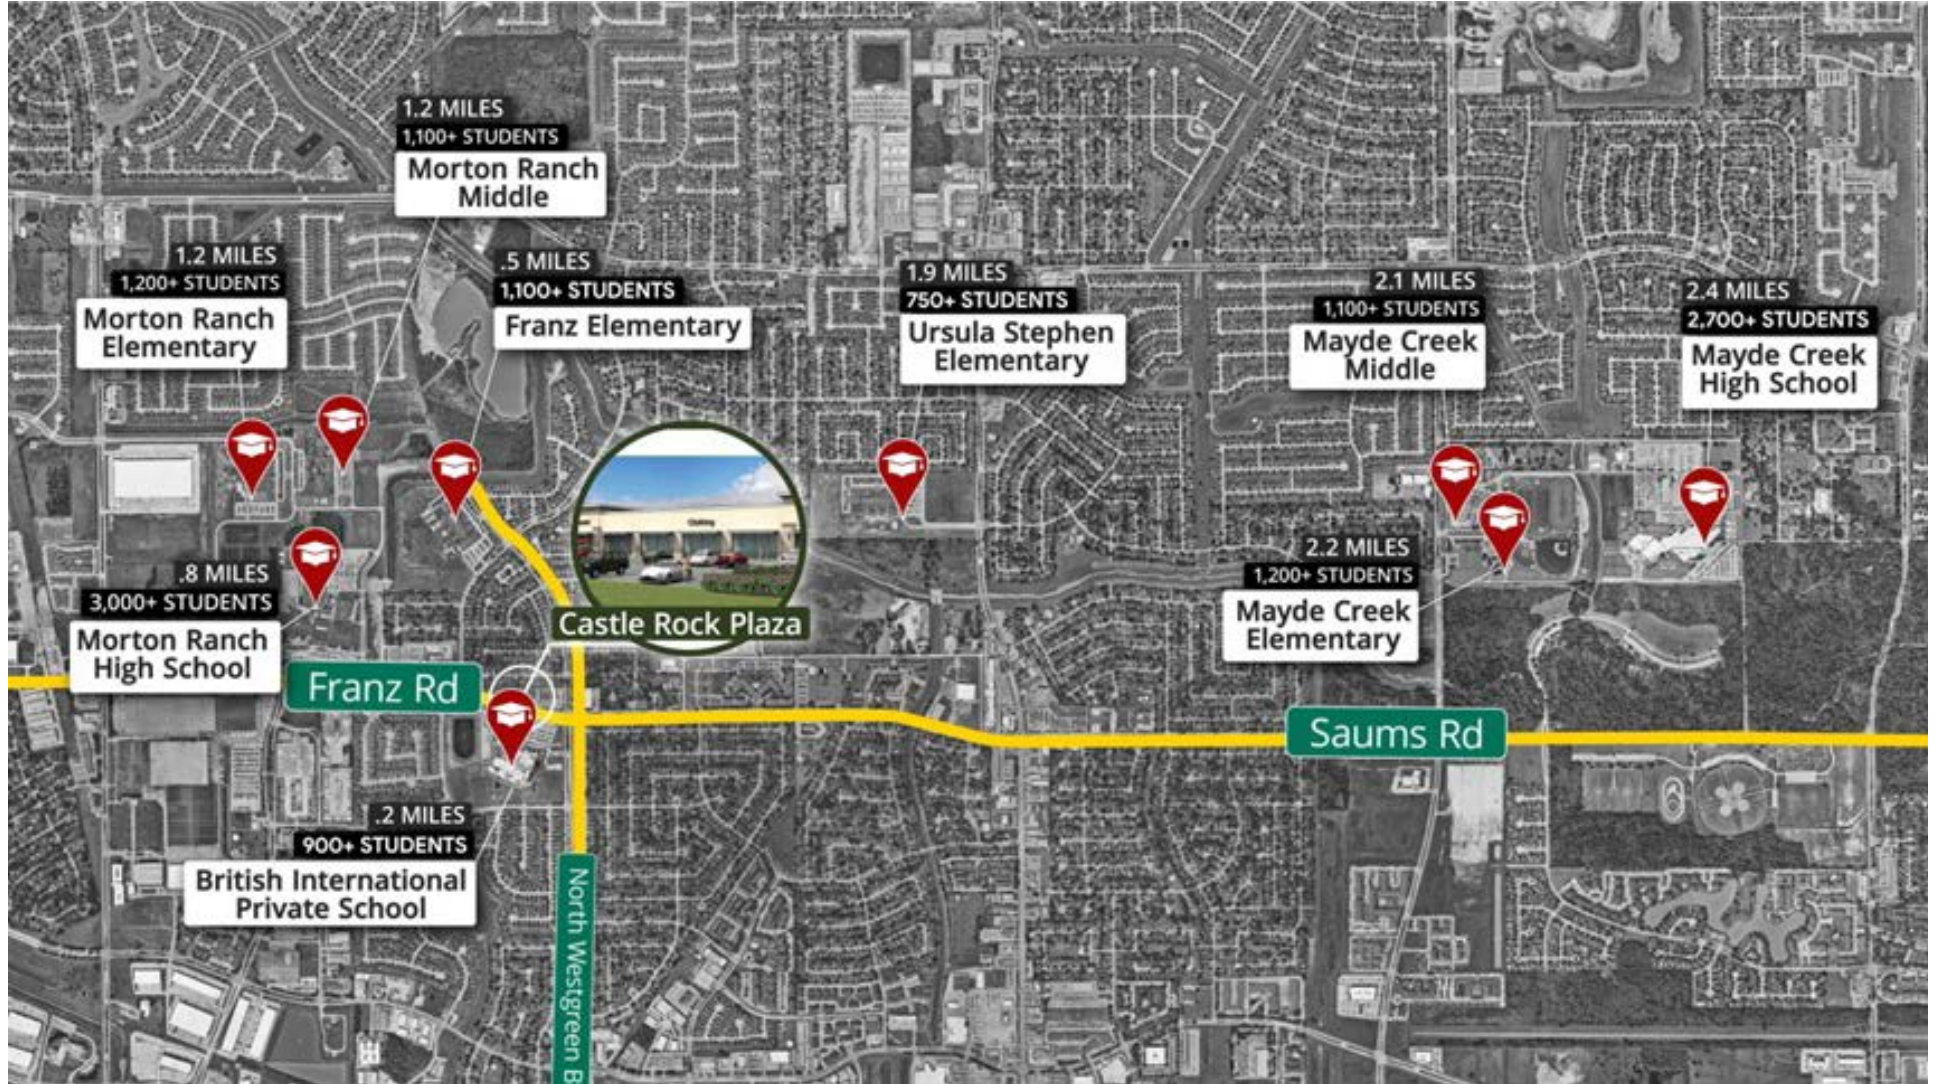 1.2 MILES
1,100+ STUDENTS
Morton Ranch
Middle
1.2 MILES
1,200+ STUDENTS
Morton Ranch
Elementary
.5 MILES
1,100+ STUDENTS
Franz Elementary
1.9 MILES
750+ STUDENTS
Ursula Stephen
Elementary
2.1 MILES
1,100+ STUDENTS
Mayde Creek
Middle
2.4 MILES
2,700+ STUDENTS
Mayde Creek
High School
.8 MILES
3,000+ STUDENTS
Morton Ranch
High School
Castle Rock Plaza
2.2 MILES
1,200+ STUDENTS
Mayde Creek
Elementary
Franz Rd
Saums Rd
.2 MILES
900+ STUDENTS
British International
Private School
North Westgreen B